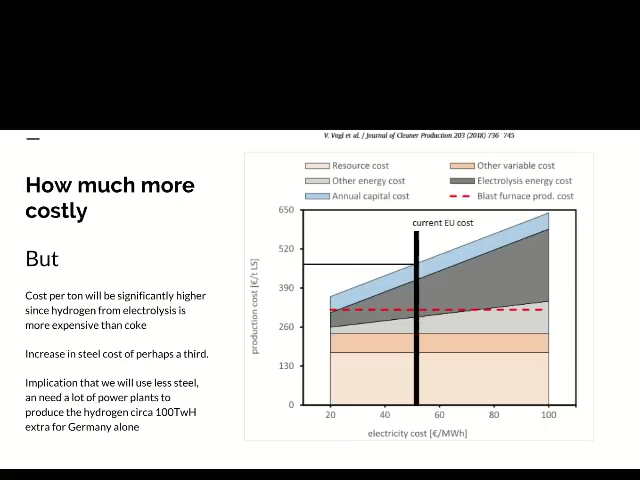 V. Vogl et al. / Journal of Cleaner Production 203 (2018) 736 745
How much more
costly
But
Cost per ton will be significantly higher
since hydrogen from electrolysis is
more expensive than coke
Increase in steel cost of perhaps a third.
Implication that we will use less steel,
an need a lot of power plants to
produce the hydrogen circa 100TwH
extra for Germany alone
Resource cost
Other variable cost
Other energy cost
Electrolysis energy cost
Annual capital cost
Blast furnace prod. cost
current EU cost
production cost [€/t LS]
650
520
390
260
130
0
20
40
60
80
100
electricity cost [€/MWh]